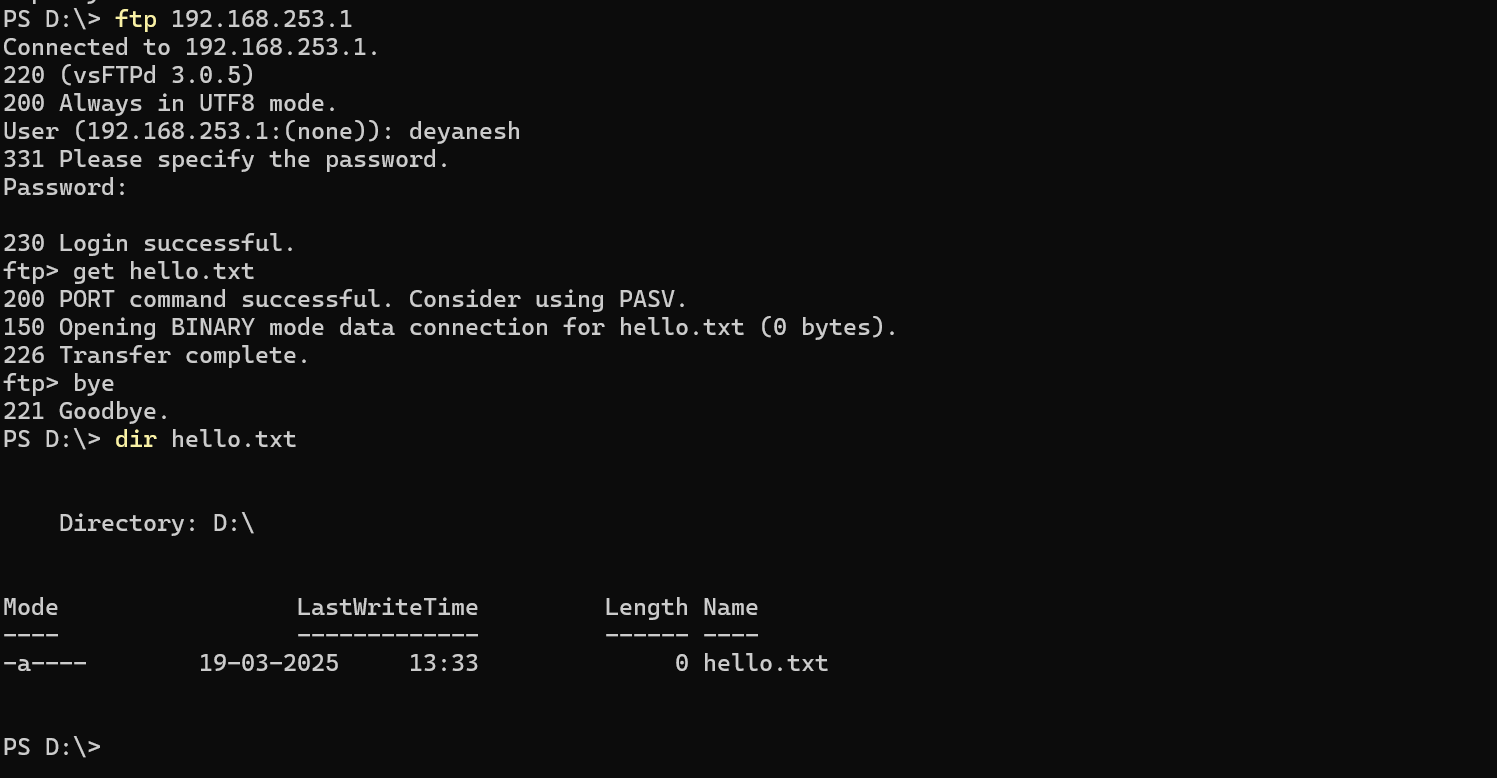 PS D:\> ftp 192.168.253.1
Connected to 192.168.253.1.
220 (vsFTPd 3.0.5)
200 Always in UTF8 mode.
User (192.168.253.1:(none)): deyanesh
331 Please specify the password.
Password:
230 Login successful.
ftp> get hello.txt
200 PORT command successful. Consider using PASV.
150 Opening BINARY mode data connection for hello.txt (0 bytes).
226 Transfer complete.
ftp> bye
221 Goodbye.
PS D:\> dir hello.txt
    Directory: D:\
Mode                 LastWriteTime         Length Name
----                 -------------         ------ ----
-a----        19-03-2025     13:33              0 hello.txt
PS D:\>